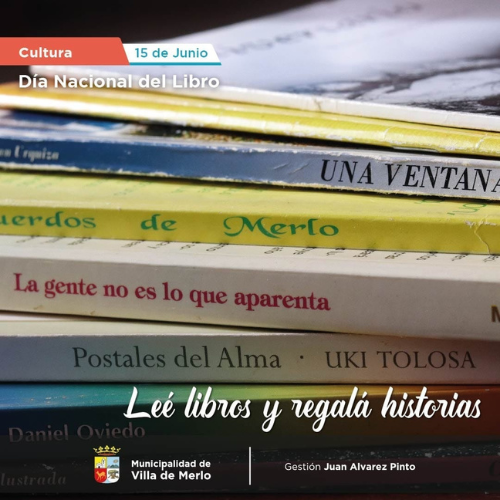 Cultura
15 de Junio
Día Nacional del Libro
Urquiza
UNA VENTANA
uerdos de Merlo
La gente no es lo que aparenta
M
Postales del Alma · UKI TOLOSA
Leé libros y regalá historias
Daniel Oviedo
Ilustrada
Municipalidad de
Villa de Merlo
Gestión Juan Alvarez Pinto